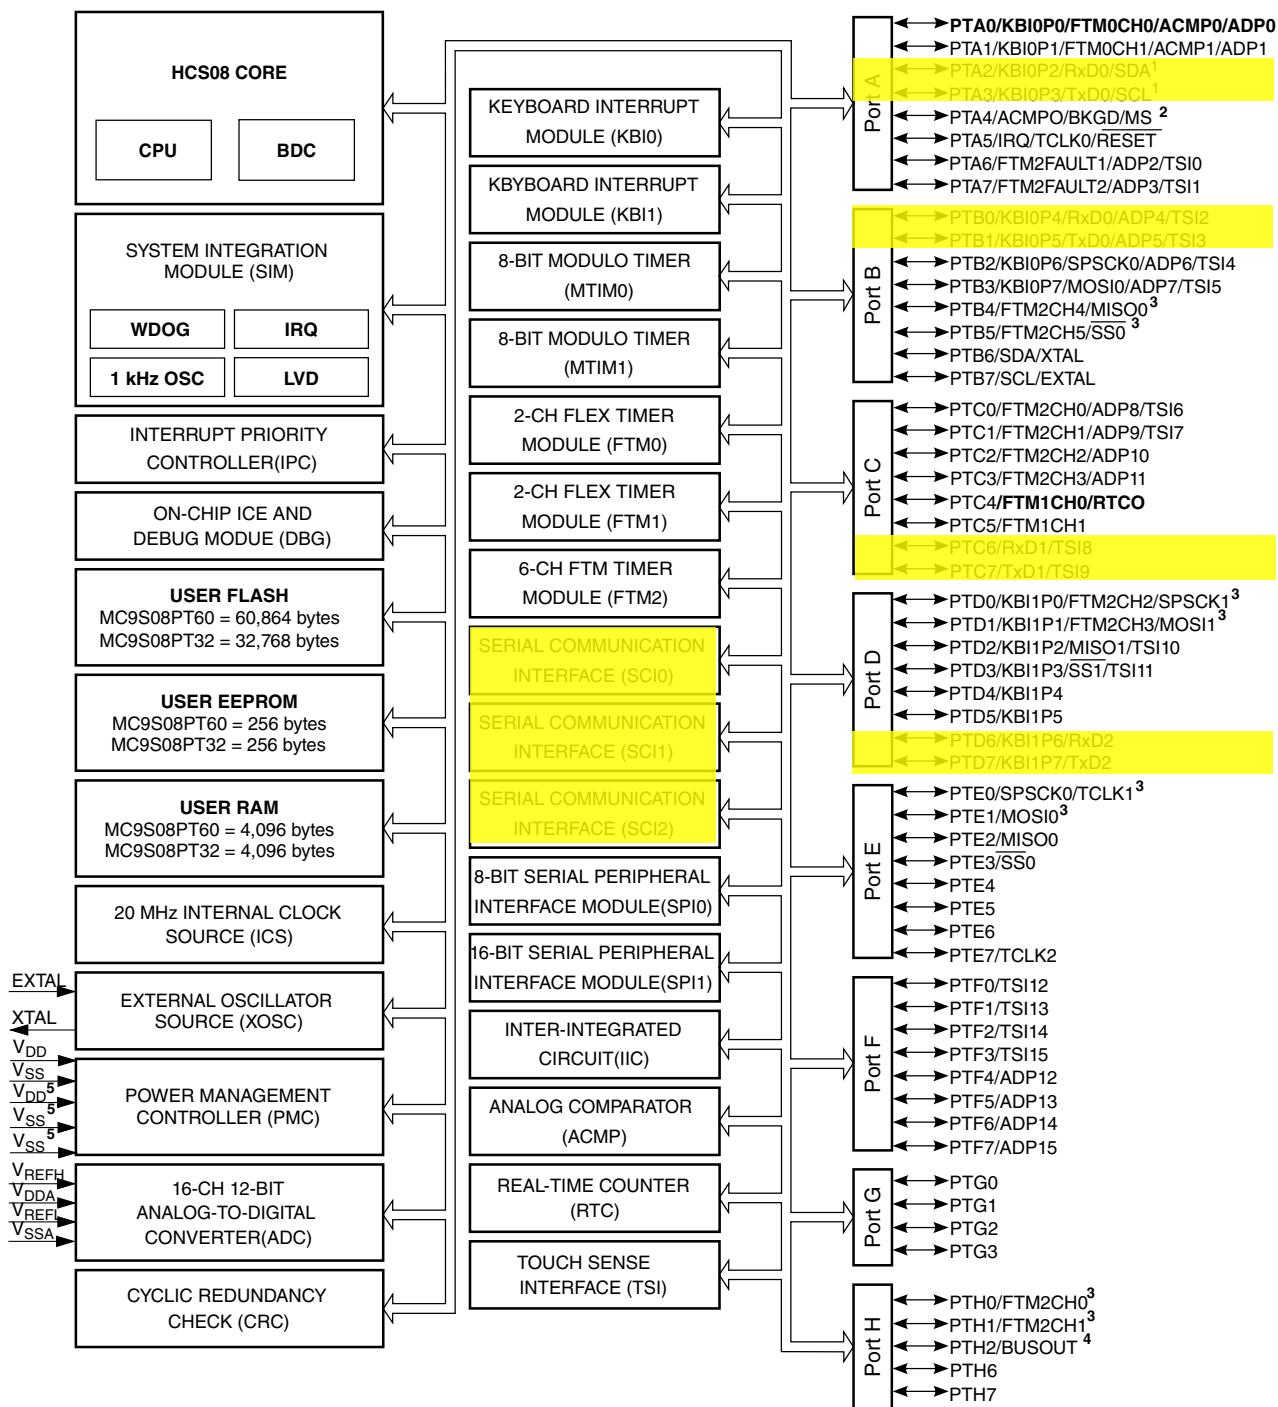 HCS08 CORE
CPU
BDC
SYSTEM INTEGRATION
MODULE (SIM)
WDOG
IRQ
1 kHz OSC
LVD
INTERRUPT PRIORITY
CONTROLLER(IPC)
ON-CHIP ICE AND
DEBUG MODUE (DBG)
USER FLASH
MC9S08PT60 = 60,864 bytes
MC9S08PT32 = 32,768 bytes
USER EEPROM
MC9S08PT60 = 256 bytes
MC9S08PT32 = 256 bytes
USER RAM
MC9S08PT60 = 4,096 bytes
MC9S08PT32 = 4,096 bytes
20 MHz INTERNAL CLOCK
SOURCE (ICS)
EXTAL
XTAL
EXTERNAL OSCILLATOR
SOURCE (XOSC)
VDD
VSS
VDD5
VSS5
VSS5
POWER MANAGEMENT
CONTROLLER (PMC)
VREFH
VDDA
VREFL
VSSA
16-CH 12-BIT
ANALOG-TO-DIGITAL
CONVERTER(ADC)
CYCLIC REDUNDANCY
CHECK (CRC)
KEYBOARD INTERRUPT
MODULE (KBI0)
KBYBOARD INTERRUPT
MODULE (KBI1)
8-BIT MODULO TIMER
(MTIM0)
8-BIT MODULO TIMER
(MTIM1)
2-CH FLEX TIMER
MODULE (FTM0)
2-CH FLEX TIMER
MODULE (FTM1)
6-CH FTM TIMER
MODULE (FTM2)
SERIAL COMMUNICATION
INTERFACE (SCI0)
SERIAL COMMUNICATION
INTERFACE (SCI1)
SERIAL COMMUNICATION
INTERFACE (SCI2)
8-BIT SERIAL PERIPHERAL
INTERFACE MODULE(SPI0)
16-BIT SERIAL PERIPHERAL
INTERFACE MODULE(SPI1)
INTER-INTEGRATED
CIRCUIT(IIC)
ANALOG COMPARATOR
(ACMP)
REAL-TIME COUNTER
(RTC)
TOUCH SENSE
INTERFACE (TSI)
Port A
PTA0/KBI0P0/FTM0CH0/ACMP0/ADP0
PTA1/KBI0P1/FTM0CH1/ACMP1/ADP1
PTA2/KBI0P2/RxD0/SDA1
PTA3/KBI0P3/TxD0/SCL1
PTA4/ACMPO/BKGD/MS 2
PTA5/IRQ/TCLK0/RESET
PTA6/FTM2FAULT1/ADP2/TSI0
PTA7/FTM2FAULT2/ADP3/TSI1
Port B
PTB0/KBI0P4/RxD0/ADP4/TSI2
PTB1/KBI0P5/TxD0/ADP5/TSI3
PTB2/KBI0P6/SPSCK0/ADP6/TSI4
PTB3/KBI0P7/MOSI0/ADP7/TSI5
PTB4/FTM2CH4/MISO03
PTB5/FTM2CH5/SS0 3
PTB6/SDA/XTAL
PTB7/SCL/EXTAL
Port C
PTC0/FTM2CH0/ADP8/TSI6
PTC1/FTM2CH1/ADP9/TSI7
PTC2/FTM2CH2/ADP10
PTC3/FTM2CH3/ADP11
PTC4/FTM1CH0/RTCO
PTC5/FTM1CH1
PTC6/RxD1/TSI8
PTC7/TxD1/TSI9
Port D
PTD0/KBI1P0/FTM2CH2/SPSCK13
PTD1/KBI1P1/FTM2CH3/MOSI13
PTD2/KBI1P2/MISO1/TSI10
PTD3/KBI1P3/SS1/TSI11
PTD4/KBI1P4
PTD5/KBI1P5
PTD6/KBI1P6/RxD2
PTD7/KBI1P7/TxD2
Port E
PTE0/SPSCK0/TCLK13
PTE1/MOSI03
PTE2/MISO0
PTE3/SS0
PTE4
PTE5
PTE6
PTE7/TCLK2
Port F
PTF0/TSI12
PTF1/TSI13
PTF2/TSI14
PTF3/TSI15
PTF4/ADP12
PTF5/ADP13
PTF6/ADP14
PTF7/ADP15
Port G
PTG0
PTG1
PTG2
PTG3
Port H
PTH0/FTM2CH03
PTH1/FTM2CH13
PTH2/BUSOUT 4
PTH6
PTH7